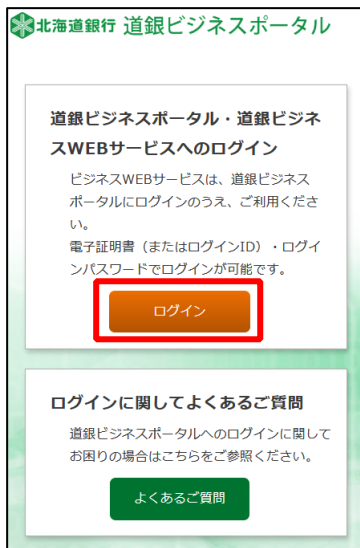 北海道銀行 道銀ビジネスポータル
道銀ビジネスポータル・道銀ビジネ
スWEBサービスへのログイン
ビジネスWEBサービスは、道銀ビジネス
ポータルにログインのうえ、ご利用くださ
い。
電子証明書（またはログインID）・ログイ
ンパスワードでログインが可能です。
ログイン
ログインに関してよくあるご質問
道銀ビジネスポータルへのログインに関して
お困りの場合はこちらをご参照ください。
よくあるご質問